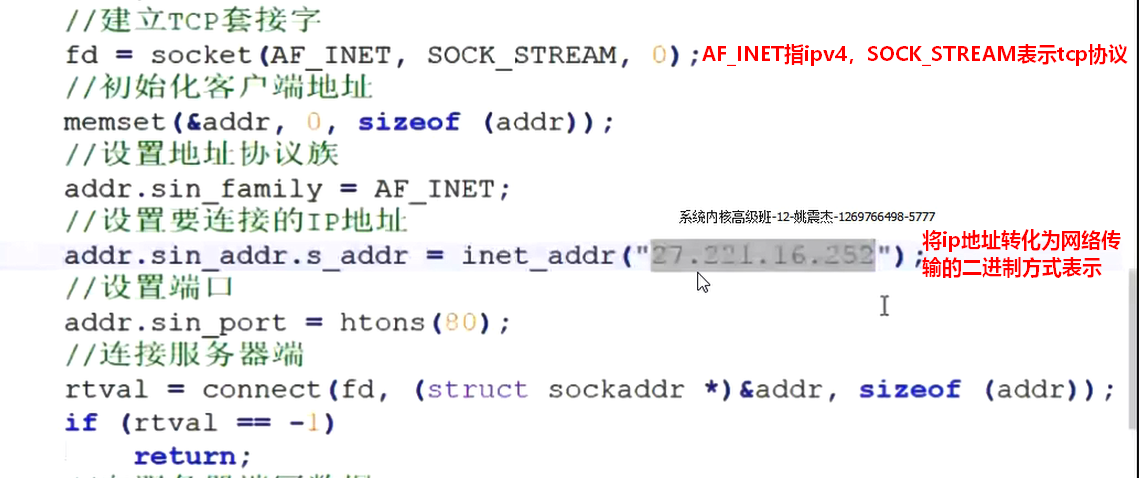 //建立TCP套接字
fd = socket(AF_INET, SOCK_STREAM, 0);AF_INET指ipv4，SOCK_STREAM表示tcp协议
//初始化客户端地址
memset(&addr, 0, sizeof (addr));
//设置地址协议族
addr.sin_family = AF_INET;
//设置要连接的IP地址
系统内核高级班-12-姚震杰-1269766498-5777
addr.sin_addr.s_addr = inet_addr("27.221.16.252");
将ip地址转化为网络传
输的二进制方式表示
//设置端口
addr.sin_port = htons(80);
//连接服务器端
rtval = connect(fd, (struct sockaddr *)&addr, sizeof (addr));
if (rtval == -1)
return;